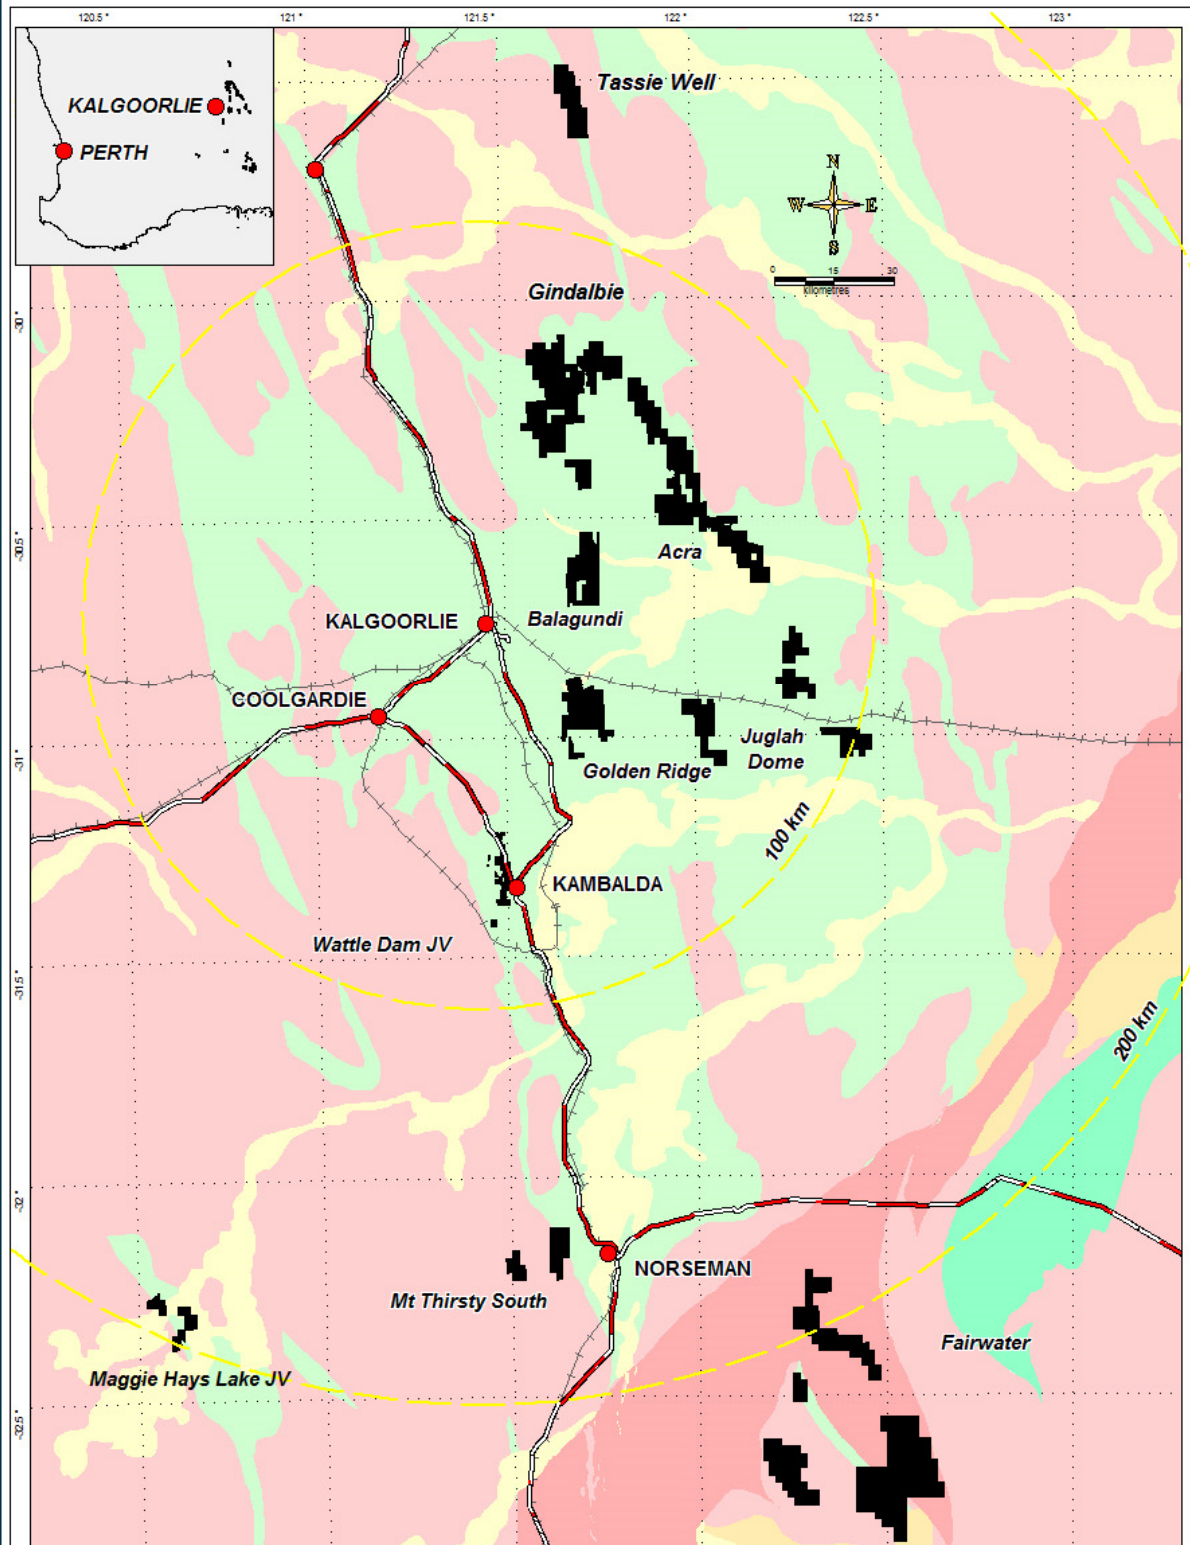 120.5 °
121 °
121.5 °
122 °
122.5 °
123 °
KALGOORLIE
PERTH
Tassie Well
N
W
E
S
0
15
30
kilometres
Gindalbie
-30 °
-30.5 °
Acra
KALGOORLIE
Balagundi
COOLGARDIE
Juglah
Dome
Golden Ridge
-31 °
100 km
KAMBALDA
Wattle Dam JV
-31.5 °
200 km
-32 °
NORSEMAN
Mt Thirsty South
Fairwater
Maggie Hays Lake JV
-32.5 °